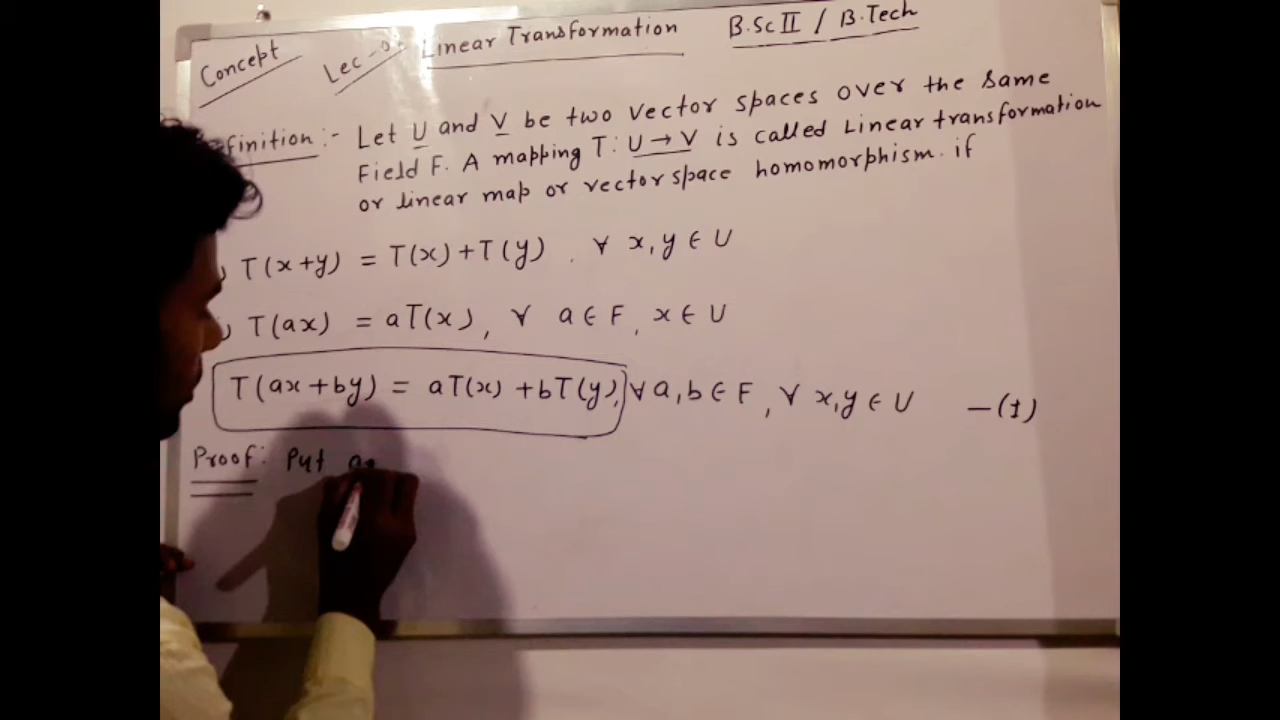 Concept Lec - Linear Transformation B.Sc II / B.Tech
finition :- Let U and V be two vector spaces over the same
Field F. A mapping T: U → V is called Linear transformation
or linear map or vector space homomorphism. if
) T(x+y) = T(x) + T(y) . ∀ x, y ∈ U
) T(ax) = aT(x), ∀ a ∈ F, x ∈ U
T(ax + by) = aT(x) + bT(y), ∀ a, b ∈ F, ∀ x, y ∈ U - (1)
Proof: Put a